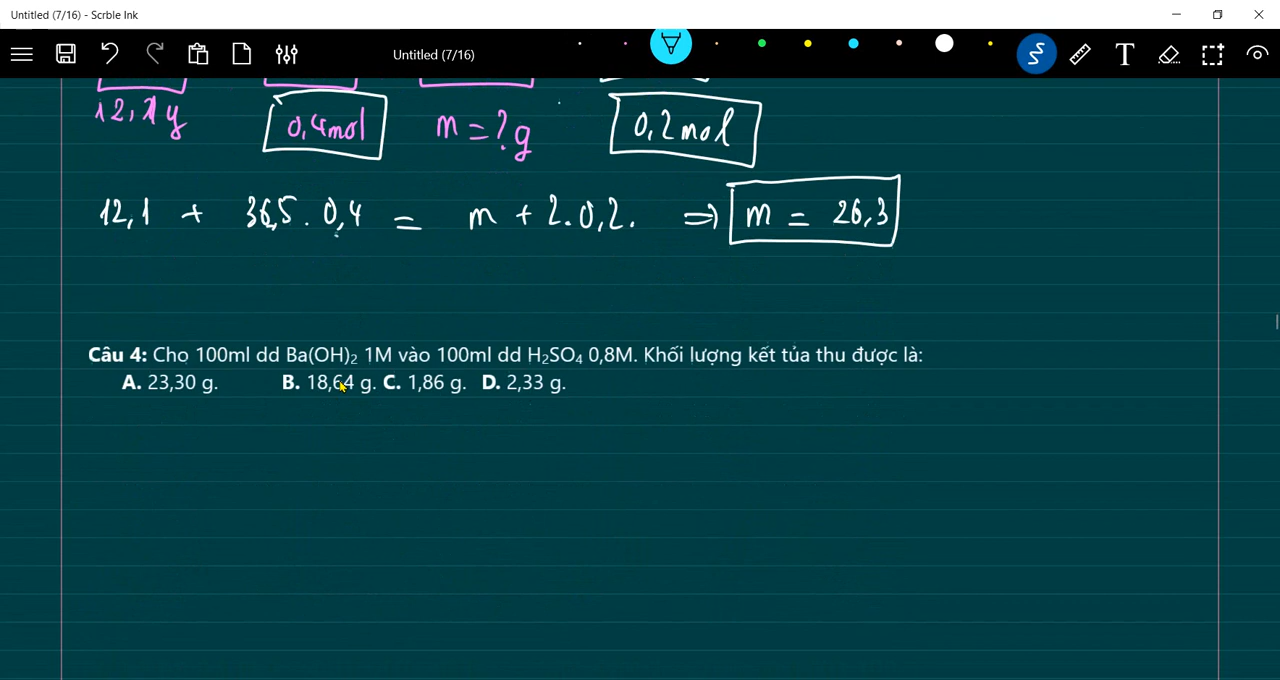 Untitled (7/16) - Scrble Ink
Untitled (7/16)
T
12,1g 0,4mol m = ? g 0,2mol
12,1 + 36,5 . 0,4 = m + 2.0,2. ⇒ m = 26,3
Câu 4: Cho 100ml dd Ba(OH)₂ 1M vào 100ml dd H₂SO₄ 0,8M. Khối lượng kết tủa thu được là:
A. 23,30 g. B. 18,64 g. C. 1,86 g. D. 2,33 g.